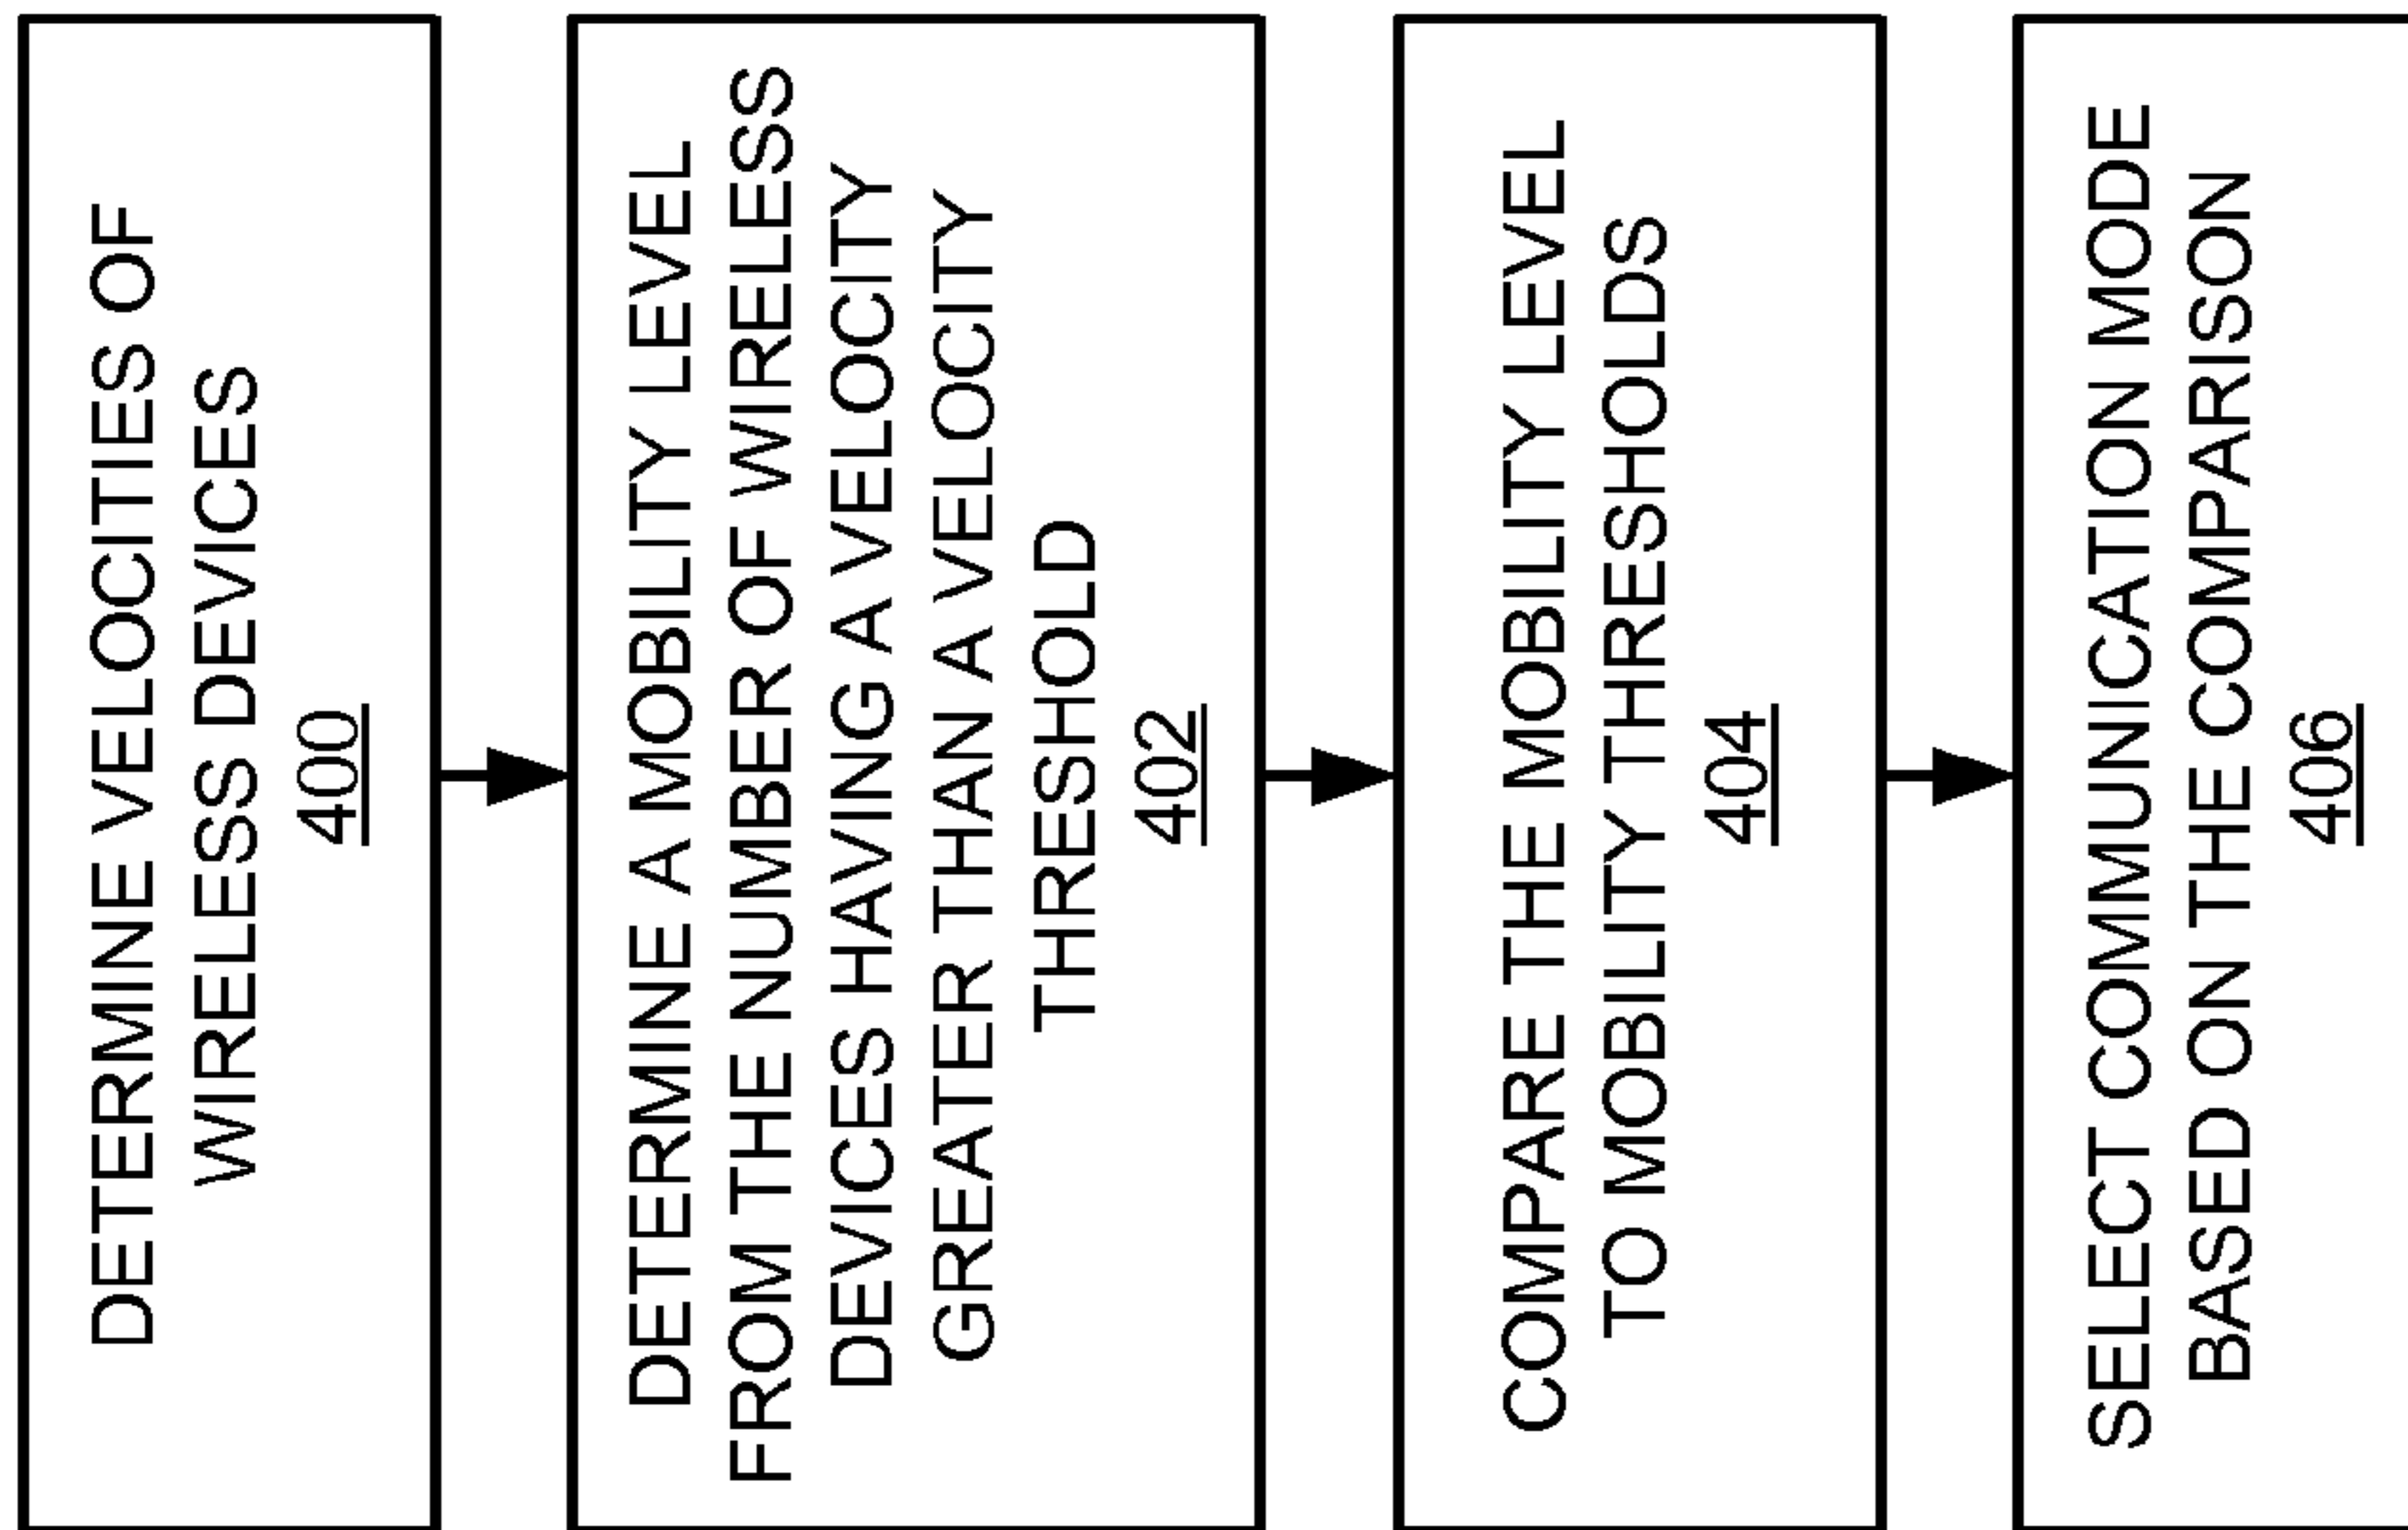 DETERMINE VELOCITIES OF
WIRELESS DEVICES
400
DETERMINE A MOBILITY LEVEL
FROM THE NUMBER OF WIRELESS
DEVICES HAVING A VELOCITY
GREATER THAN A VELOCITY
THRESHOLD
402
COMPARE THE MOBILITY LEVEL
TO MOBILITY THRESHOLDS
404
SELECT COMMUNICATION MODE
BASED ON THE COMPARISON
406